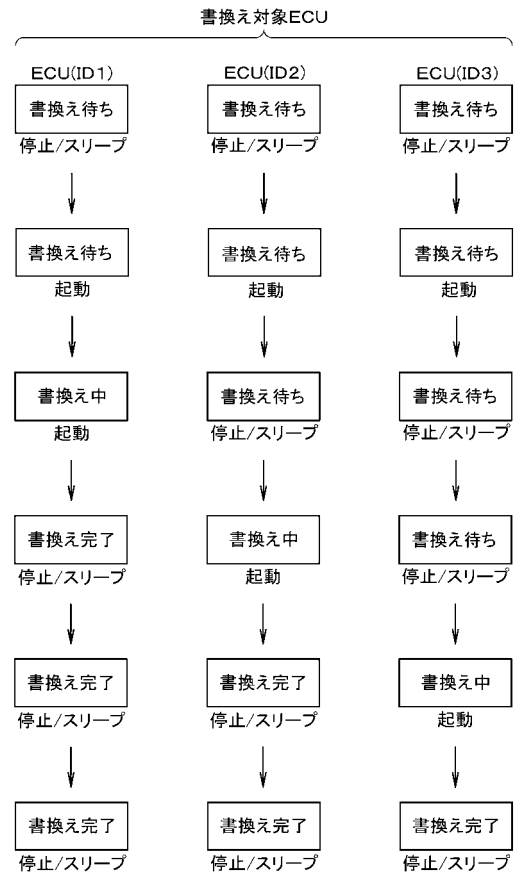 書換え対象ECU
ECU(ID1) ECU(ID2) ECU(ID3)
書換え待ち 書換え待ち 書換え待ち
停止/スリープ 停止/スリープ 停止/スリープ
書換え待ち 書換え待ち 書換え待ち
起動 起動 起動
書換え中 書換え待ち 書換え待ち
起動 停止/スリープ 停止/スリープ
書換え完了 書換え中 書換え待ち
停止/スリープ 起動 停止/スリープ
書換え完了 書換え完了 書換え中
停止/スリープ 停止/スリープ 起動
書換え完了 書換え完了 書換え完了
停止/スリープ 停止/スリープ 停止/スリープ